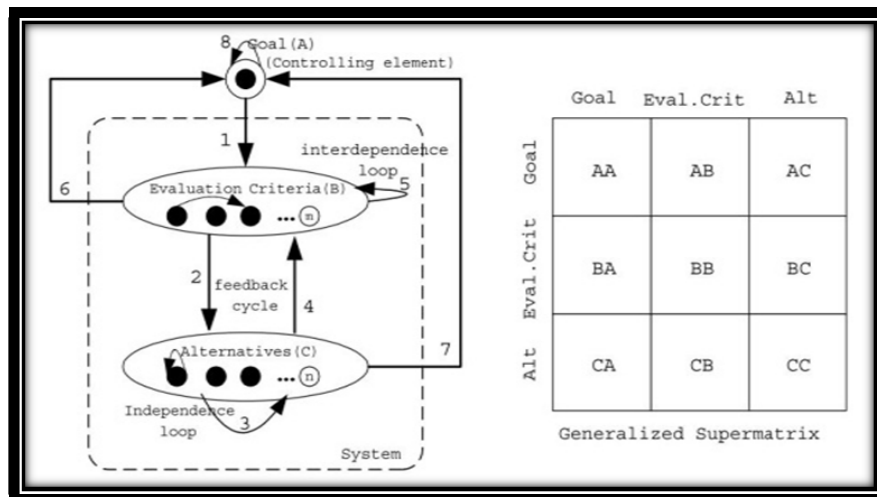 8 Goal(A)
(Controlling element)
1
interdependence
loop
6
Evaluation Criteria(B)
5
...
n
2
feedback
cycle
4
Alternatives(C)
7
...
n
Independence
loop
3
System
Goal Eval.Crit Alt
Goal
AA AB AC
Eval.Crit
BA BB BC
Alt
CA CB CC
Generalized Supermatrix